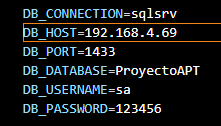 DB_CONNECTION=sqlsrv
DB_HOST=192.168.4.69
DB_PORT=1433
DB_DATABASE=ProyectoAPT
DB_USERNAME=sa
DB_PASSWORD=123456